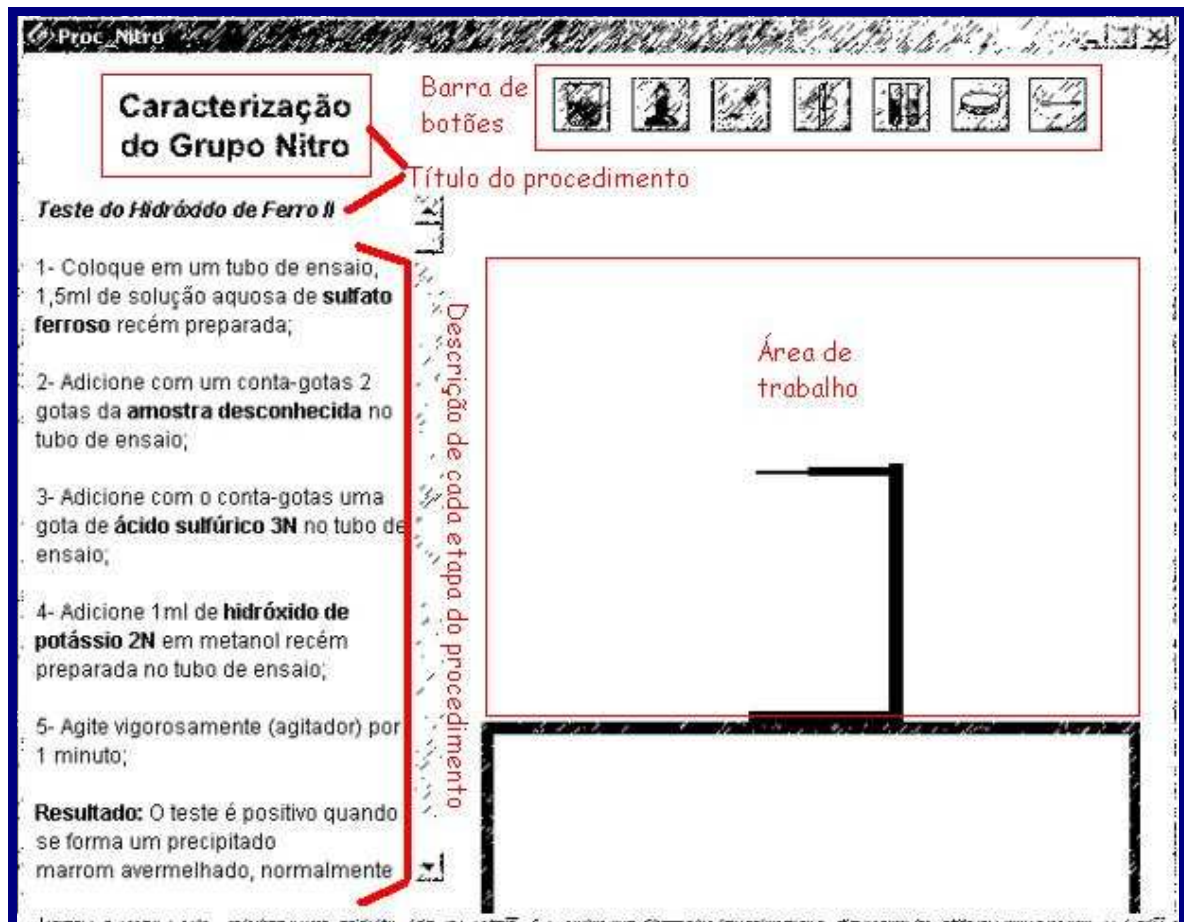 Proc_Nitro
Caracterização
do Grupo Nitro
Barra de
botões
Título do procedimento
Teste do Hidróxido de Ferro II
1- Coloque em um tubo de ensaio,
1,5ml de solução aquosa de sulfato
ferroso recém preparada;
2- Adicione com um conta-gotas 2
gotas da amostra desconhecida no
tubo de ensaio;
3- Adicione com o conta-gotas uma
gota de ácido sulfúrico 3N no tubo de
ensaio;
4- Adicione 1ml de hidróxido de
potássio 2N em metanol recém
preparada no tubo de ensaio;
5- Agite vigorosamente (agitador) por
1 minuto;
Resultado: O teste é positivo quando
se forma um precipitado
marrom avermelhado, normalmente
Descrição de cada etapa do procedimento
Área de
trabalho